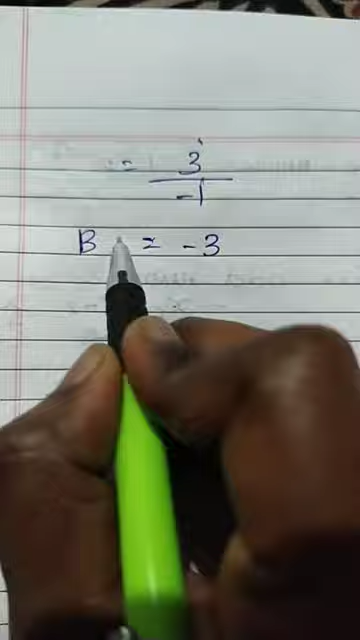 = 3
-1
B = -3